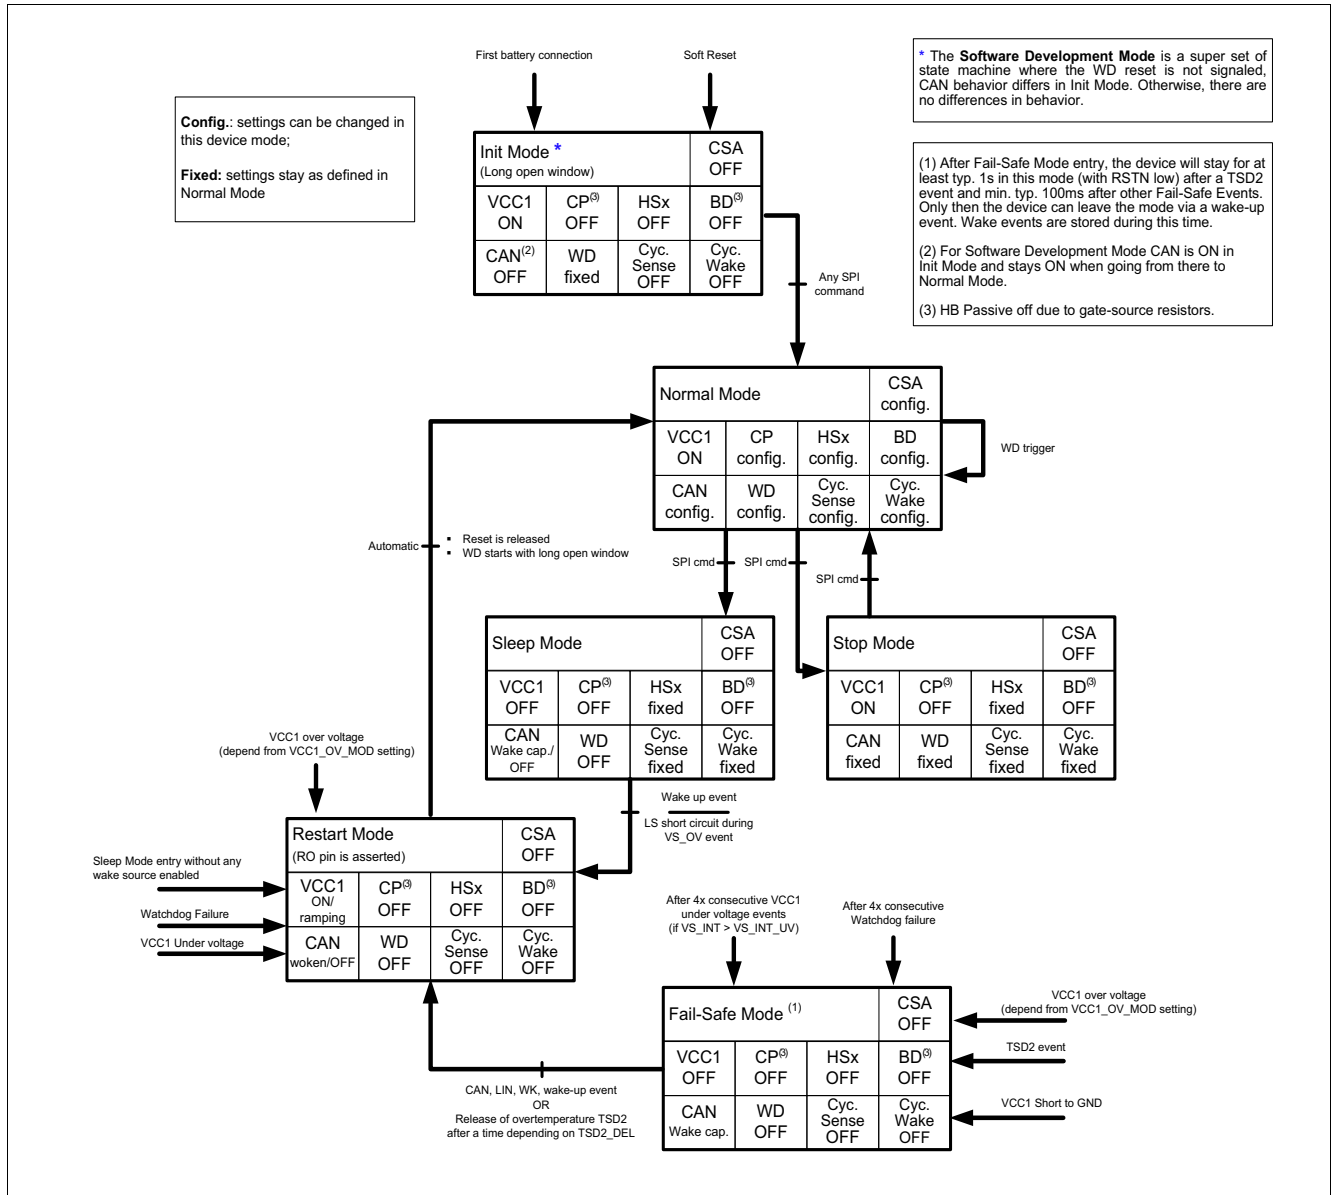 First battery connection
Soft Reset
* The Software Development Mode is a super set of
state machine where the WD reset is not signaled,
CAN behavior differs in Init Mode. Otherwise, there are
no differences in behavior.
Config.: settings can be changed in
this device mode;
Fixed: settings stay as defined in
Normal Mode
(1) After Fail-Safe Mode entry, the device will stay for at
least typ. 1s in this mode (with RSTN low) after a TSD2
event and min. typ. 100ms after other Fail-Safe Events.
Only then the device can leave the mode via a wake-up
event. Wake events are stored during this time.
(2) For Software Development Mode CAN is ON in
Init Mode and stays ON when going from there to
Normal Mode.
(3) HB Passive off due to gate-source resistors.
Init Mode *
(Long open window)
CSA
OFF
VCC1
ON
CP(3)
OFF
HSx
OFF
BD(3)
OFF
CAN(2)
OFF
WD
fixed
Cyc.
Sense
OFF
Cyc.
Wake
OFF
Any SPI
command
Normal Mode
CSA
config.
VCC1
ON
CP
config.
HSx
config.
BD
config.
CAN
config.
WD
config.
Cyc.
Sense
config.
Cyc.
Wake
config.
WD trigger
Automatic
▪ Reset is released
▪ WD starts with long open window
SPI cmd
SPI cmd
SPI cmd
Sleep Mode
CSA
OFF
VCC1
OFF
CP(3)
OFF
HSx
fixed
BD(3)
OFF
CAN
Wake cap./
OFF
WD
OFF
Cyc.
Sense
fixed
Cyc.
Wake
fixed
Stop Mode
CSA
OFF
VCC1
ON
CP(3)
OFF
HSx
fixed
BD(3)
OFF
CAN
fixed
WD
fixed
Cyc.
Sense
fixed
Cyc.
Wake
fixed
VCC1 over voltage
(depend from VCC1_OV_MOD setting)
Wake up event
LS short circuit during
VS_OV event
Restart Mode
(RO pin is asserted)
CSA
OFF
VCC1
ON/
ramping
CP(3)
OFF
HSx
OFF
BD(3)
OFF
CAN
woken/OFF
WD
OFF
Cyc.
Sense
OFF
Cyc.
Wake
OFF
Sleep Mode entry without any
wake source enabled
Watchdog Failure
VCC1 Under voltage
After 4x consecutive VCC1
under voltage events
(if VS_INT > VS_INT_UV)
After 4x consecutive
Watchdog failure
Fail-Safe Mode (1)
CSA
OFF
VCC1
OFF
CP(3)
OFF
HSx
OFF
BD(3)
OFF
CAN
Wake cap.
WD
OFF
Cyc.
Sense
OFF
Cyc.
Wake
OFF
VCC1 over voltage
(depend from VCC1_OV_MOD setting)
TSD2 event
VCC1 Short to GND
CAN, LIN, WK, wake-up event
OR
Release of overtemperature TSD2
after a time depending on TSD2_DEL